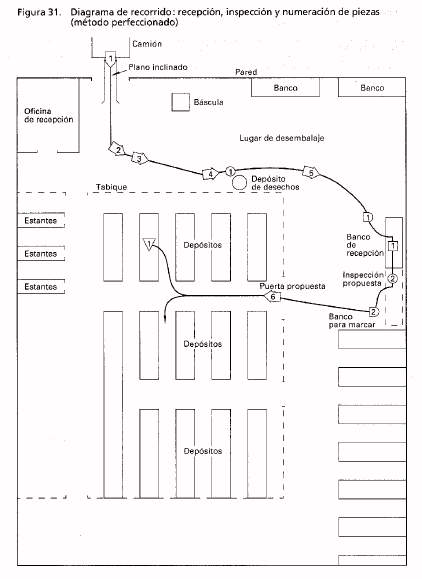 Figura 31. Diagrama de recorrido: recepción, inspección y numeración de piezas
(método perfeccionado)
Camión
1
Plano inclinado
Pared
Banco
Banco
Báscula
Oficina
de recepción
Lugar de desembalaje
2
3
4
1
5
Depósito
de desechos
Tabique
1
Estantes
Estantes
Estantes
Depósitos
1
Banco
de
recepción
1
Inspección
propuesta
2
Puerta propuesta
6
2
Banco
para marcar
Depósitos
Depósitos